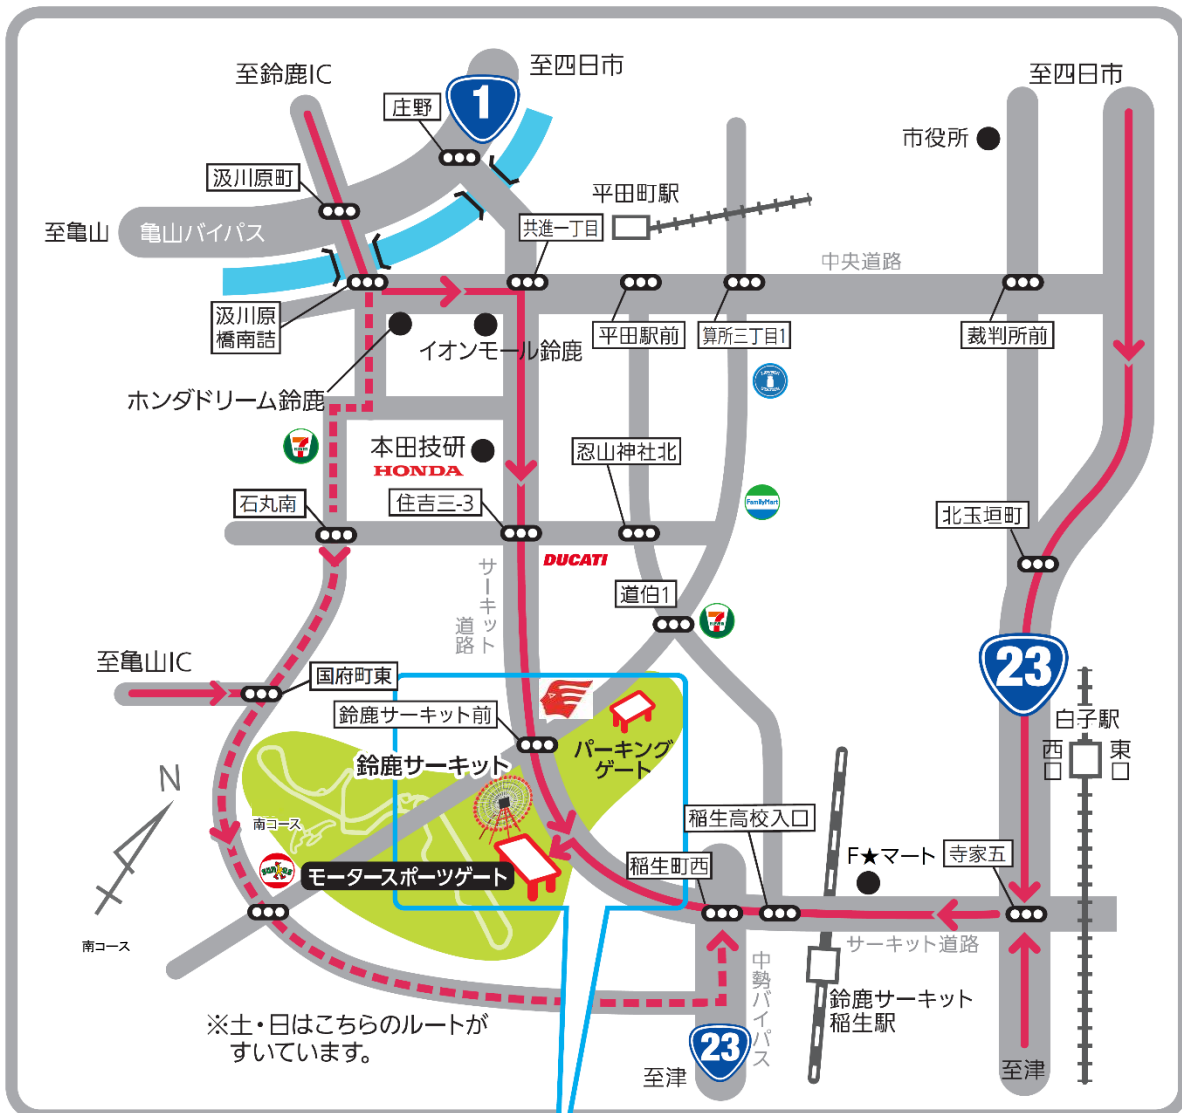 至鈴鹿IC
至四日市
至四日市
1
庄野
市役所
汲川原町
平田町駅
共進一丁目
至亀山
亀山バイパス
中央道路
汲川原
橋南詰
平田駅前
算所三丁目1
裁判所前
イオンモール鈴鹿
ホンダドリーム鈴鹿
7
本田技研
HONDA
忍山神社北
FamilyMart
石丸南
住吉三-3
北玉垣町
DUCATI
サーキット
道路
道伯1
7
至亀山IC
国府町東
23
鈴鹿サーキット前
白子駅
西口
東口
パーキング
ゲート
鈴鹿サーキット
N
南コース
稲生高校入口
モータースポーツゲート
稲生町西
F★マート
寺家五
南コース
サーキット道路
中勢バイパス
鈴鹿サーキット
稲生駅
※土・日はこちらのルートが
すいています。
23
至津
至津